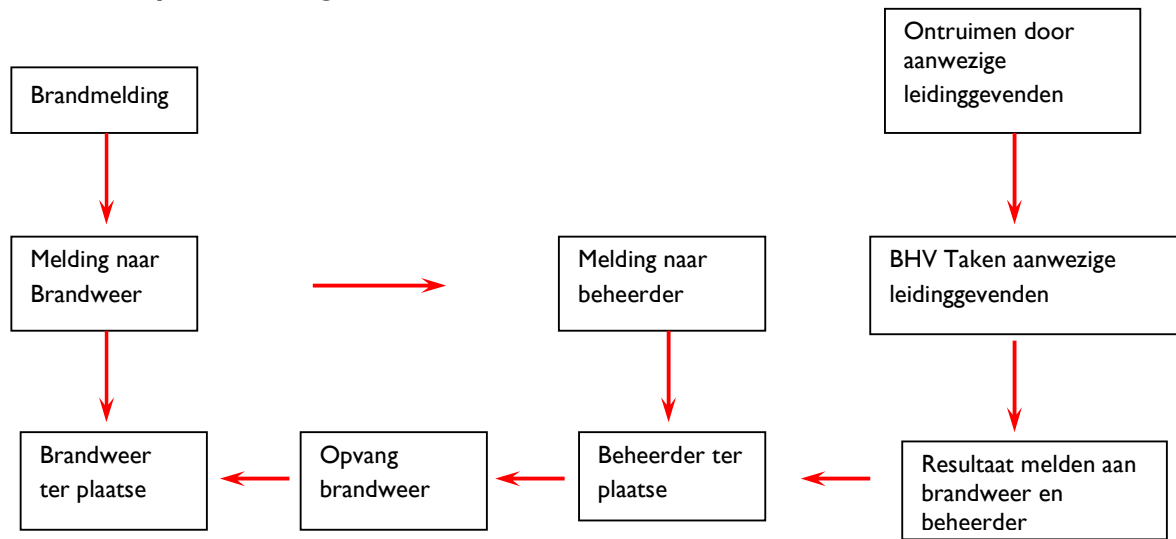 Ontruimen door
aanwezige
leidinggevenden
Brandmelding
Melding naar
Brandweer
Melding naar
beheerder
BHV Taken aanwezige
leidinggevenden
Brandweer
ter plaatse
Opvang
brandweer
Beheerder ter
plaatse
Resultaat melden aan
brandweer en
beheerder